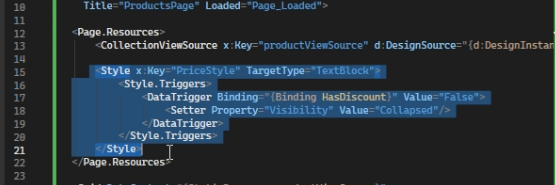 10 Title="ProductsPage" Loaded="Page_Loaded">
11
12 <Page.Resources>
13 <CollectionViewSource x:Key="productViewSource" d:DesignSource="{d:DesignInstan
14
15 <Style x:Key="PriceStyle" TargetType="TextBlock">
16 <Style.Triggers>
17 <DataTrigger Binding="{Binding HasDiscount}" Value="False">
18 <Setter Property="Visibility" Value="Collapsed"/>
19 </DataTrigger>
20 </Style.Triggers>
21 </Style>
22 </Page.Resources>
23